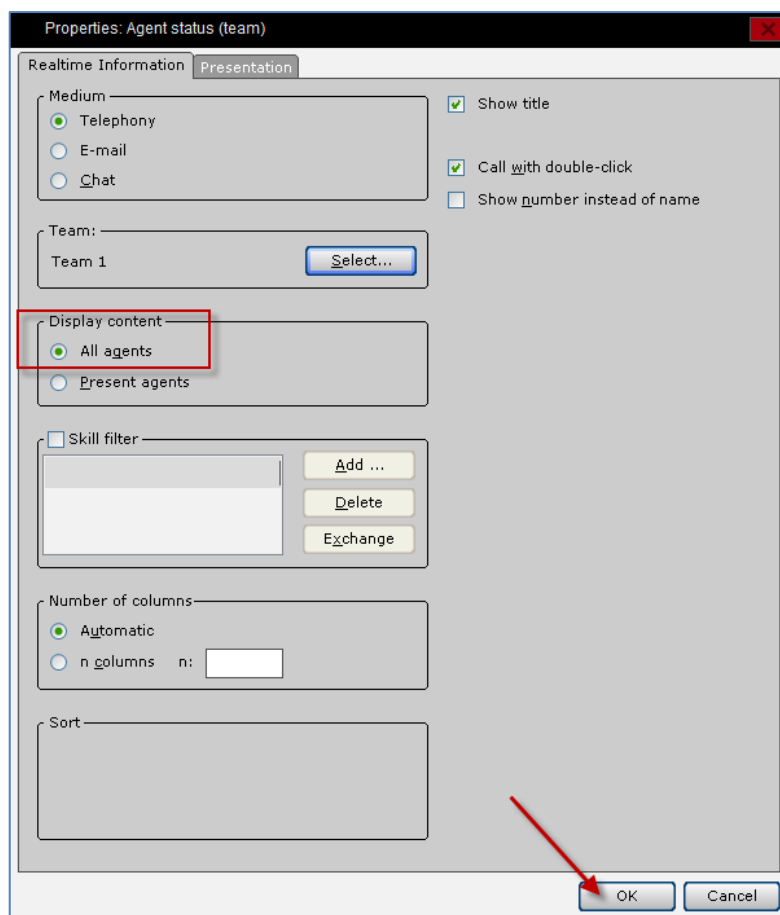 Properties: Agent status (team)
Realtime Information
Presentation
Medium
Telephony
E-mail
Chat
Show title
Call with double-click
Show number instead of name
Team:
Team 1
Select...
Display content
All agents
Present agents
Skill filter
Add ...
Delete
Exchange
Number of columns
Automatic
n columns n:
Sort
OK
Cancel